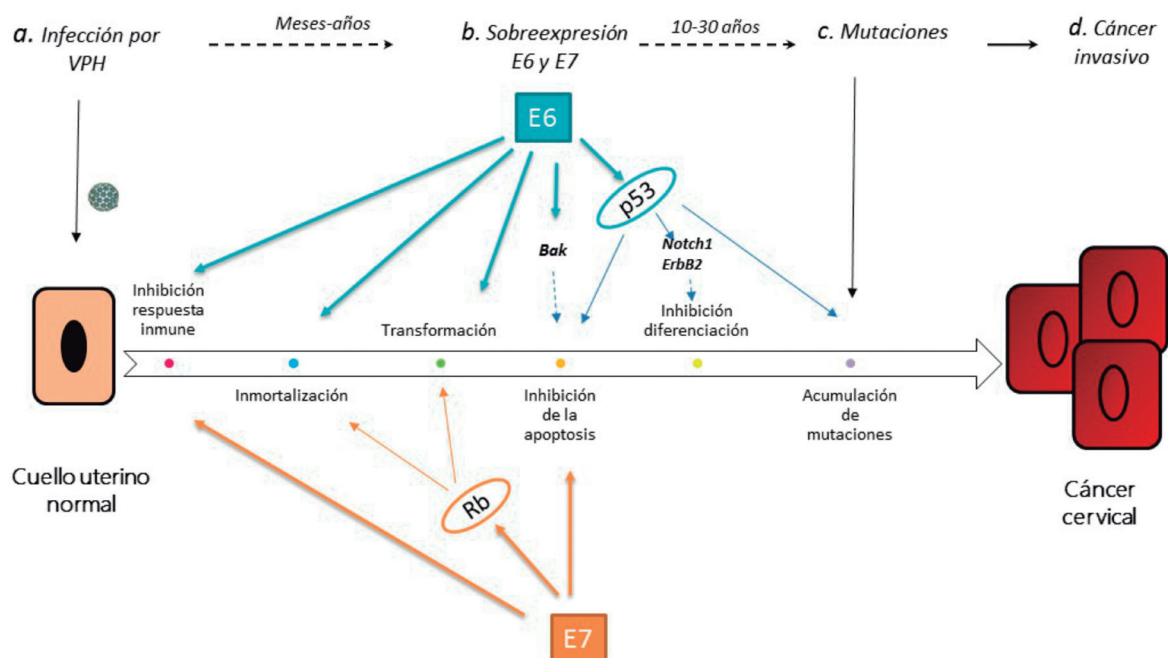 a. Infección por
VPH
Meses-años
b. Sobreexpresión
E6 y E7
10-30 años
c. Mutaciones
d. Cáncer
invasivo
E6
p53
Bak
Notch1
ErbB2
Inhibición
respuesta
inmune
Transformación
Inhibición
diferenciación
Inmortalización
Inhibición
de la
apoptosis
Acumulación
de
mutaciones
Cuello uterino
normal
Rb
Cáncer
cervical
E7